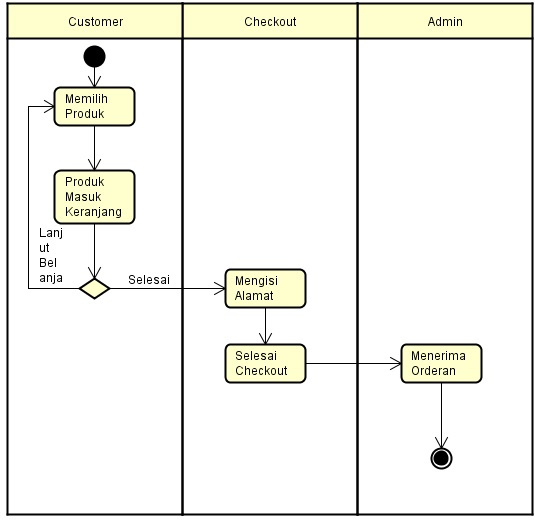 Customer
Checkout
Admin
Memilih
Produk
Produk
Masuk
Keranjang
Lanj
ut
Bel
anja
Selesai
Mengisi
Alamat
Selesai
Checkout
Menerima
Orderan